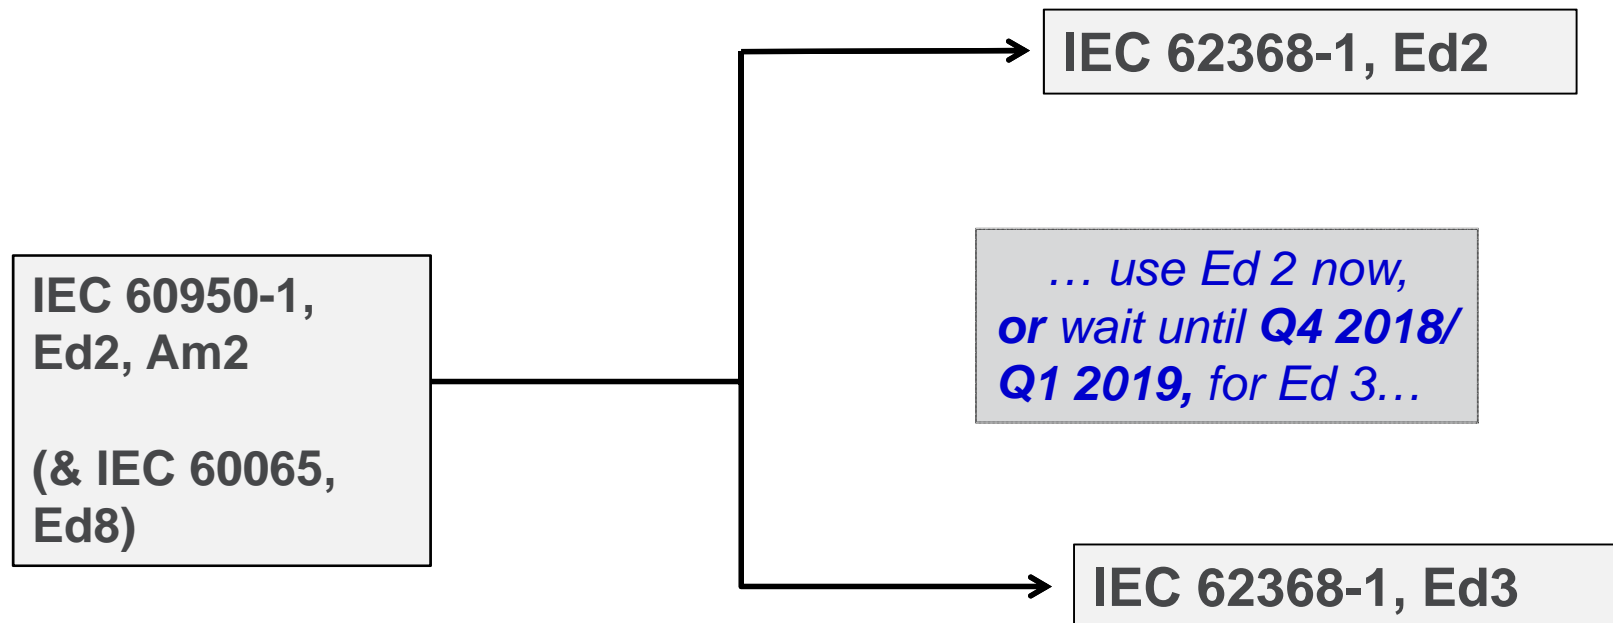 IEC 62368-1, Ed2
IEC 60950-1,
Ed2, Am2
(& IEC 60065,
Ed8)
… use Ed 2 now,
or wait until Q4 2018/
Q1 2019, for Ed 3…
IEC 62368-1, Ed3